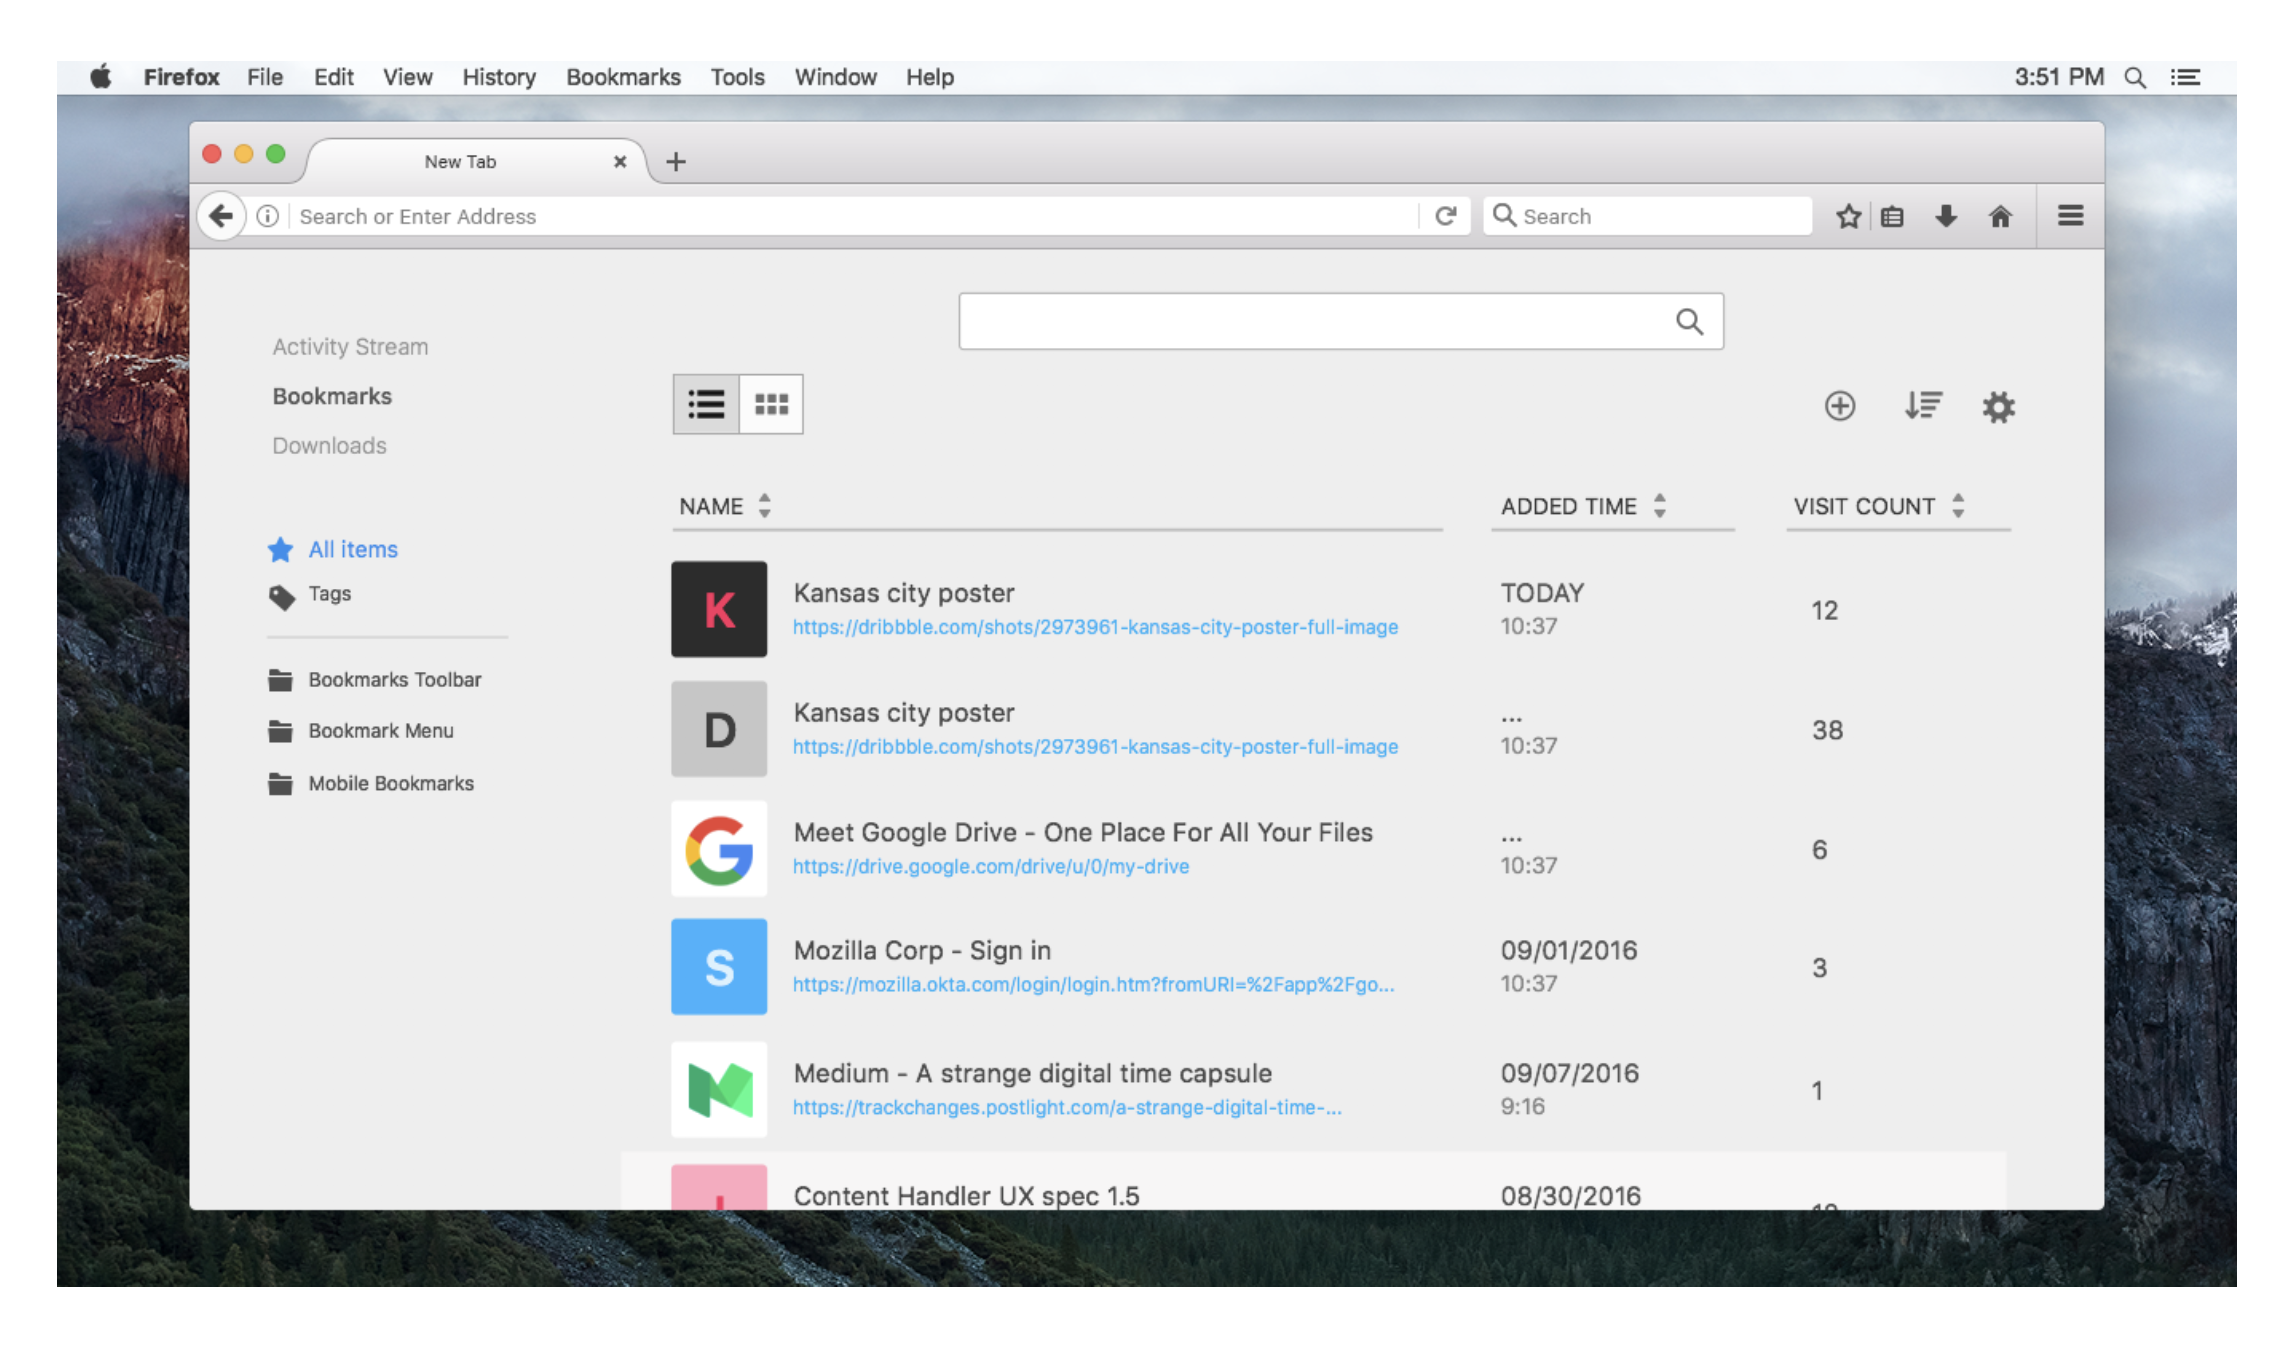 Firefox File Edit View History Bookmarks Tools Window Help 3:51 PM
New Tab
Search or Enter Address
Search
Activity Stream
Bookmarks
Downloads
All items
Tags
Bookmarks Toolbar
Bookmark Menu
Mobile Bookmarks
NAME ADDED TIME VISIT COUNT
K
Kansas city poster
https://dribbble.com/shots/2973961-kansas-city-poster-full-image
TODAY
10:37
12
D
Kansas city poster
https://dribbble.com/shots/2973961-kansas-city-poster-full-image
...
10:37
38
G
Meet Google Drive - One Place For All Your Files
https://drive.google.com/drive/u/0/my-drive
...
10:37
6
S
Mozilla Corp - Sign in
https://mozilla.okta.com/login/login.htm?fromURI=%2Fapp%2Fgo...
09/01/2016
10:37
3
Medium - A strange digital time capsule
https://trackchanges.postlight.com/a-strange-digital-time-...
09/07/2016
9:16
1
Content Handler UX spec 1.5
08/30/2016